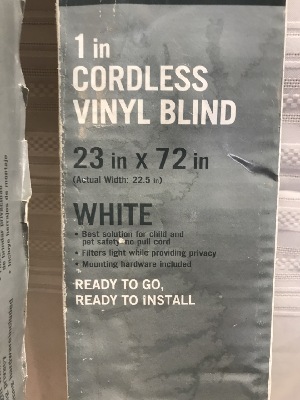 1 in
CORDLESS
VINYL BLIND
23 in x 72 in
(Actual Width: 22.5 in)
WHITE
• Best solution for child and
pet safety no pull cord
• Filters light while providing privacy
• Mounting hardware included
READY TO GO,
READY TO INSTALL